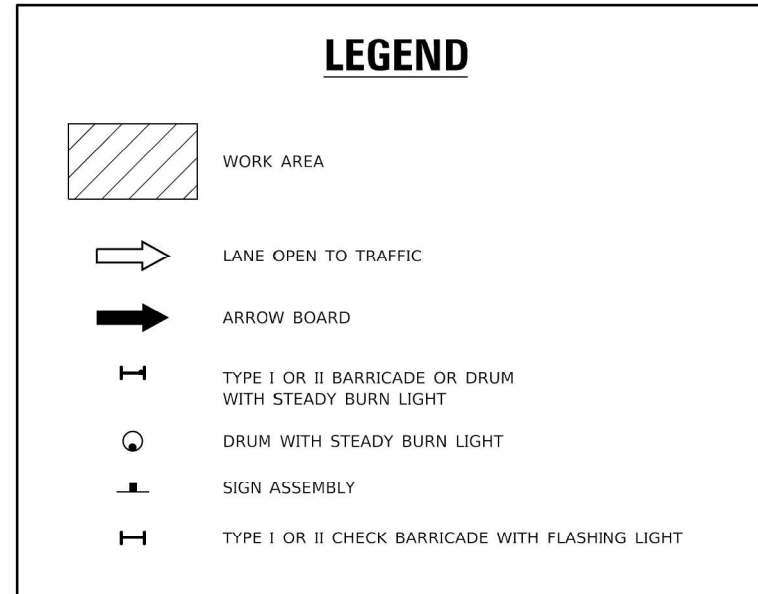 LEGEND
WORK AREA
LANE OPEN TO TRAFFIC
ARROW BOARD
TYPE I OR II BARRICADE OR DRUM
WITH STEADY BURN LIGHT
DRUM WITH STEADY BURN LIGHT
SIGN ASSEMBLY
TYPE I OR II CHECK BARRICADE WITH FLASHING LIGHT